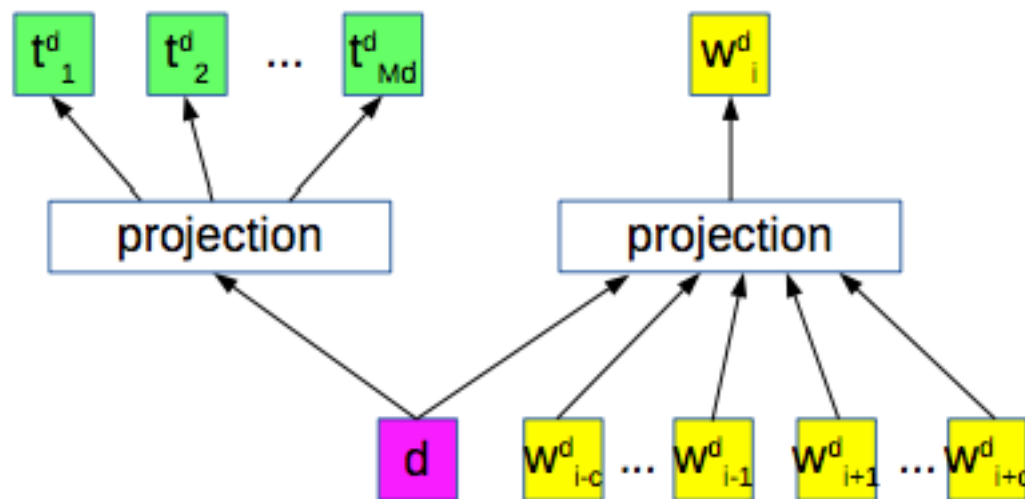 t^d_1 t^d_2 ... t^d_Md w^d_i
projection projection
d w^d_i-c ... w^d_i-1 w^d_i+1 ... w^d_i+c